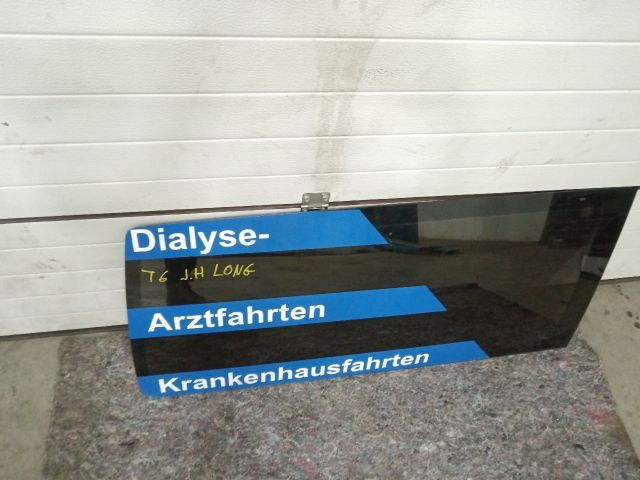 Dialyse-
T6 J.H LONG
Arztfahrten
Krankenhausfahrten